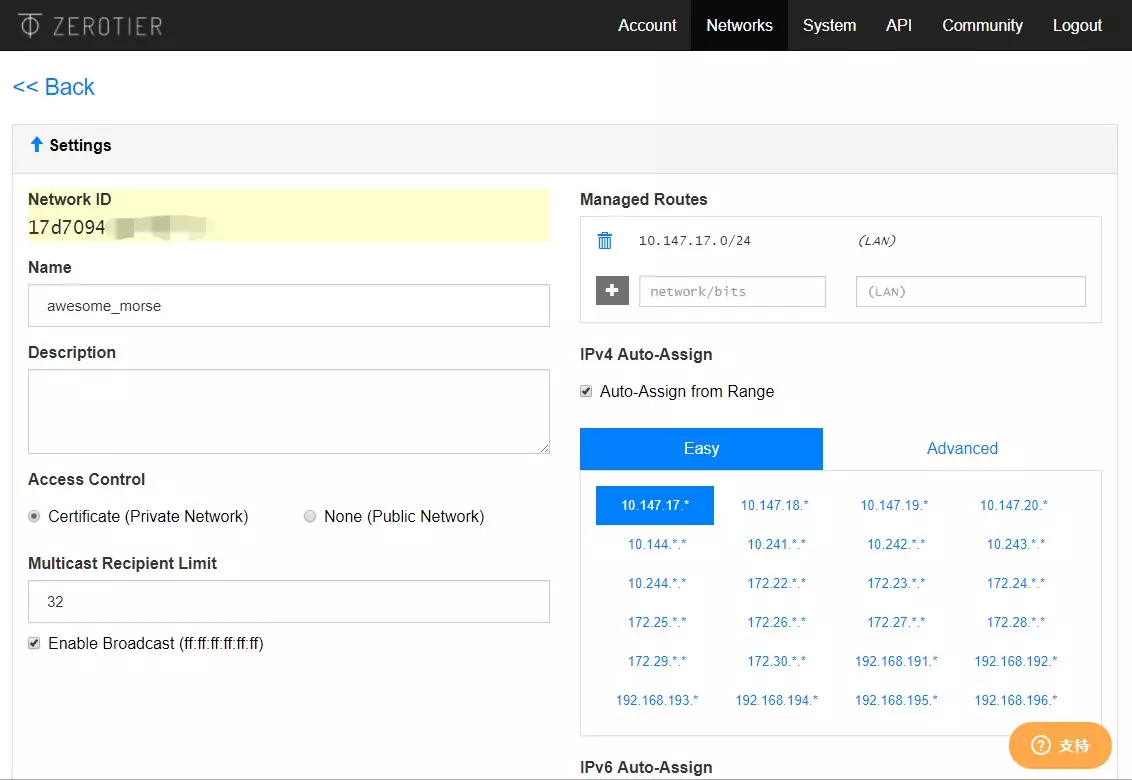 ZEROTIER
Account Networks System API Community Logout
<< Back
Settings
Network ID
17d7094
Name
awesome_morse
Description
Access Control
Certificate (Private Network) None (Public Network)
Multicast Recipient Limit
32
Enable Broadcast (ff:ff:ff:ff:ff:ff)
Managed Routes
10.147.17.0/24 (LAN)
network/bits (LAN)
IPv4 Auto-Assign
Auto-Assign from Range
Easy Advanced
10.147.17.* 10.147.18.* 10.147.19.* 10.147.20.*
10.144.*.* 10.241.*.* 10.242.*.* 10.243.*.*
10.244.*.* 172.22.*.* 172.23.*.* 172.24.*.*
172.25.*.* 172.26.*.* 172.27.*.* 172.28.*.*
172.29.*.* 172.30.*.* 192.168.191.* 192.168.192.*
192.168.193.* 192.168.194.* 192.168.195.* 192.168.196.*
支持
IPv6 Auto-Assign